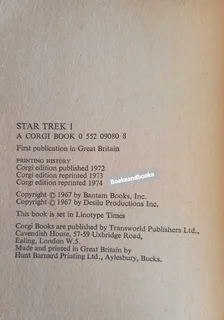 STAR TREK I
A CORGI BOOK 0 552 09080 8
First publication in Great Britain
PRINTING HISTORY
Corgi edition published 1972
Corgi edition reprinted 1973
Corgi edition reprinted 1974
Booksandbooks
Copyright © 1967 by Bantam Books, Inc.
Copyright © 1967 by Desilu Productions Inc.
This book is set in Linotype Times
Corgi Books are published by Transworld Publishers Ltd.,
Cavendish House, 57-59 Uxbridge Road,
Ealing, London W.5.
Made and printed in Great Britain by
Hunt Barnard Printing Ltd., Aylesbury, Bucks.